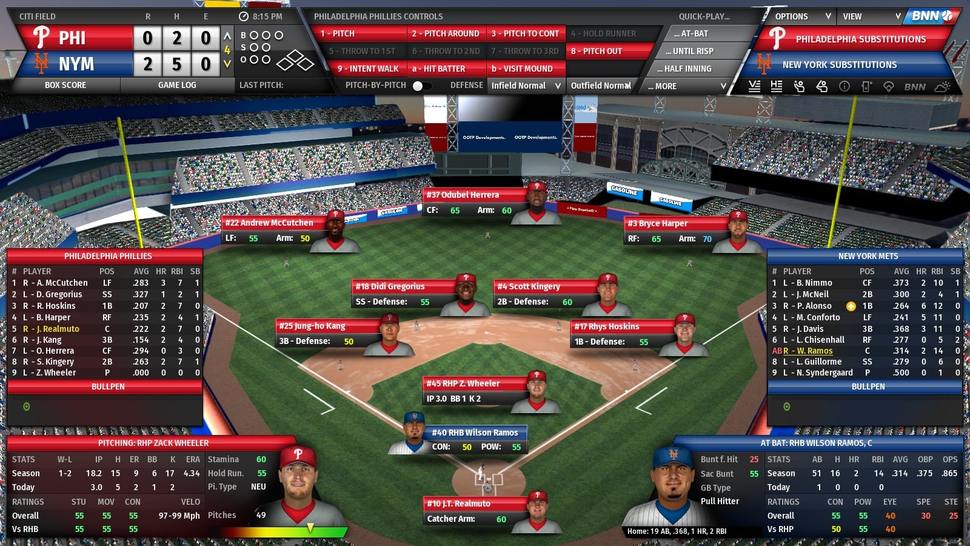 CITI FIELD R H E 8:15 PM
PHI 0 2 0
NYM 2 5 0
4
B
S
O
BOX SCORE GAME LOG LAST PITCH:
PHILADELPHIA PHILLIES CONTROLS QUICK-PLAY...
1 - PITCH 2 - PITCH AROUND 3 - PITCH TO CONT 4 - HOLD RUNNER ... AT-BAT
5 - THROW TO 1ST 6 - THROW TO 2ND 7 - THROW TO 3RD 8 - PITCH OUT ... UNTIL RISP
9 - INTENT WALK a - HIT BATTER b - VISIT MOUND ... HALF INNING
PITCH-BY-PITCH DEFENSE Infield Normal Outfield Normal ... MORE
OPTIONS VIEW BNN
PHILADELPHIA SUBSTITUTIONS
NEW YORK SUBSTITUTIONS
BNN
OOTP Developments. OOTP Developments.
GASOLINE
GASOLINE
#37 Odubel Herrera
CF: 65 Arm: 60
#22 Andrew McCutchen
LF: 55 Arm: 50
#3 Bryce Harper
RF: 65 Arm: 70
#18 Didi Gregorius
SS - Defense: 55
#4 Scott Kingery
2B - Defense: 60
#25 Jung-ho Kang
3B - Defense: 50
#17 Rhys Hoskins
1B - Defense: 55
#45 RHP Z. Wheeler
IP 3.0 BB 1 K 2
#40 RHB Wilson Ramos
CON: 50 POW: 55
#10 J.T. Realmuto
Catcher Arm: 60
PHILADELPHIA PHILLIES
# PLAYER POS AVG HR RBI SB
1 R - A. McCutchen LF .283 3 7 1
2 L - D. Gregorius SS .327 1 2 1
3 R - R. Hoskins 1B .207 2 7 0
4 L - B. Harper RF .235 2 4 1
5 R - J. Realmuto C .222 2 7 0
6 R - J. Kang 3B .154 2 4 0
7 L - O. Herrera CF .294 0 3 0
8 R - S. Kingery 2B .263 2 7 1
9 L - Z. Wheeler P .000 0 0 0
BULLPEN
NEW YORK METS
# PLAYER POS AVG HR RBI SB
1 L - B. Nimmo CF .373 2 10 1
2 L - J. McNeil 2B .300 2 4 1
3 R - P. Alonso 1B .264 6 12 0
4 L - M. Conforto LF .241 5 11 0
5 R - J. Davis 3B .368 3 11 0
6 L - L. Chisenhall RF .277 0 5 2
AB R - W. Ramos C .314 2 14 0
8 L - L. Guillorme SS .279 0 6 0
9 L - N. Syndergaard P .500 0 1 0
BULLPEN
PITCHING: RHP ZACK WHEELER
STATS W-L IP H ER BB K ERA
Season 1-2 18.2 15 9 6 17 4.34
Today 3.0 5 2 1 2
RATINGS STU MOV CON VELO
Overall 55 55 55 97-99 Mph
Vs RHB 55 55 55
Stamina 60
Hold Run. 55
Pi. Type NEU
Pitches 49
AT BAT: RHB WILSON RAMOS, C
Bunt f. Hit 25
Sac Bunt 55
GB Type
Pull Hitter
Home: 19 AB, .368, 1 HR, 2 RBI
STATS AB H HR RBI AVG OBP OPS
Season 51 16 2 14 .314 .375 .865
Today 1 0 0 0
RATINGS CON POW EYE SPE STE
Overall 55 55 40 30 25
Vs RHP 50 55 40